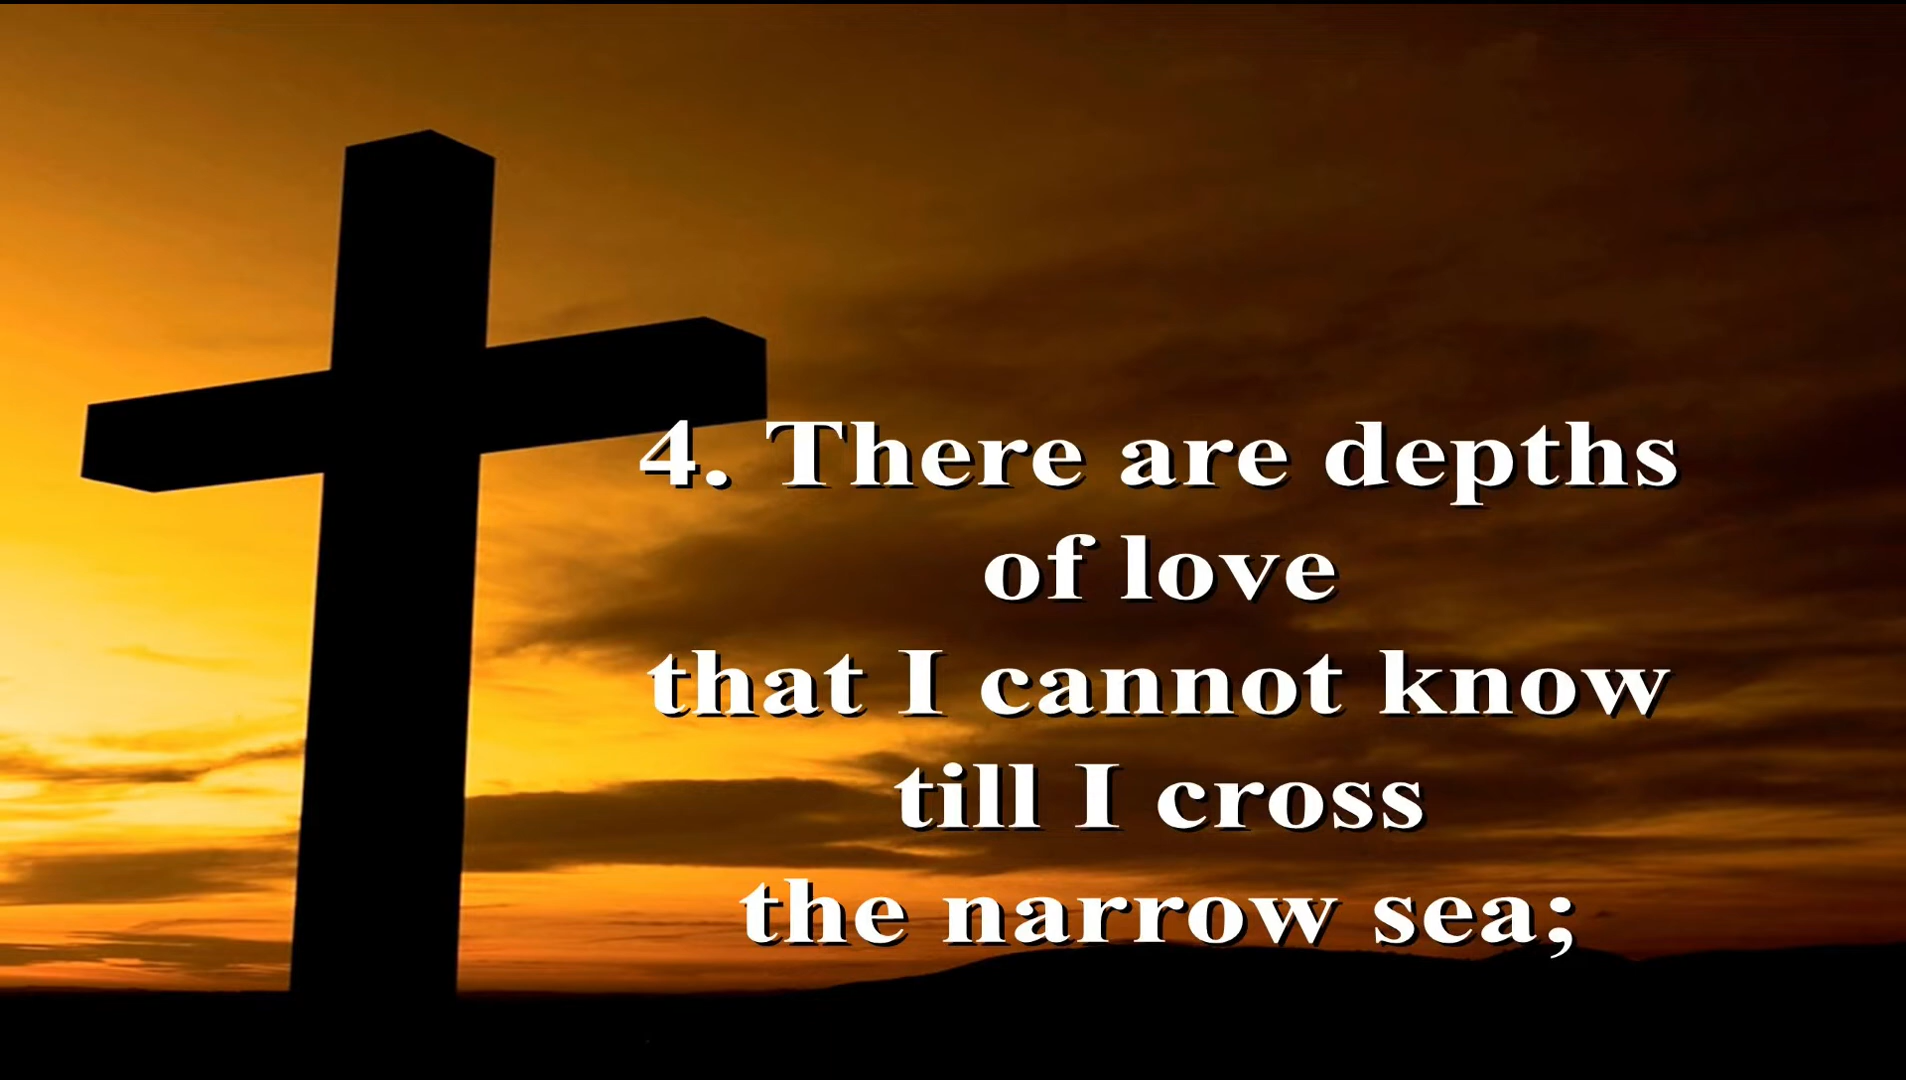 4. There are depths
of love
that I cannot know
till I cross
the narrow sea;